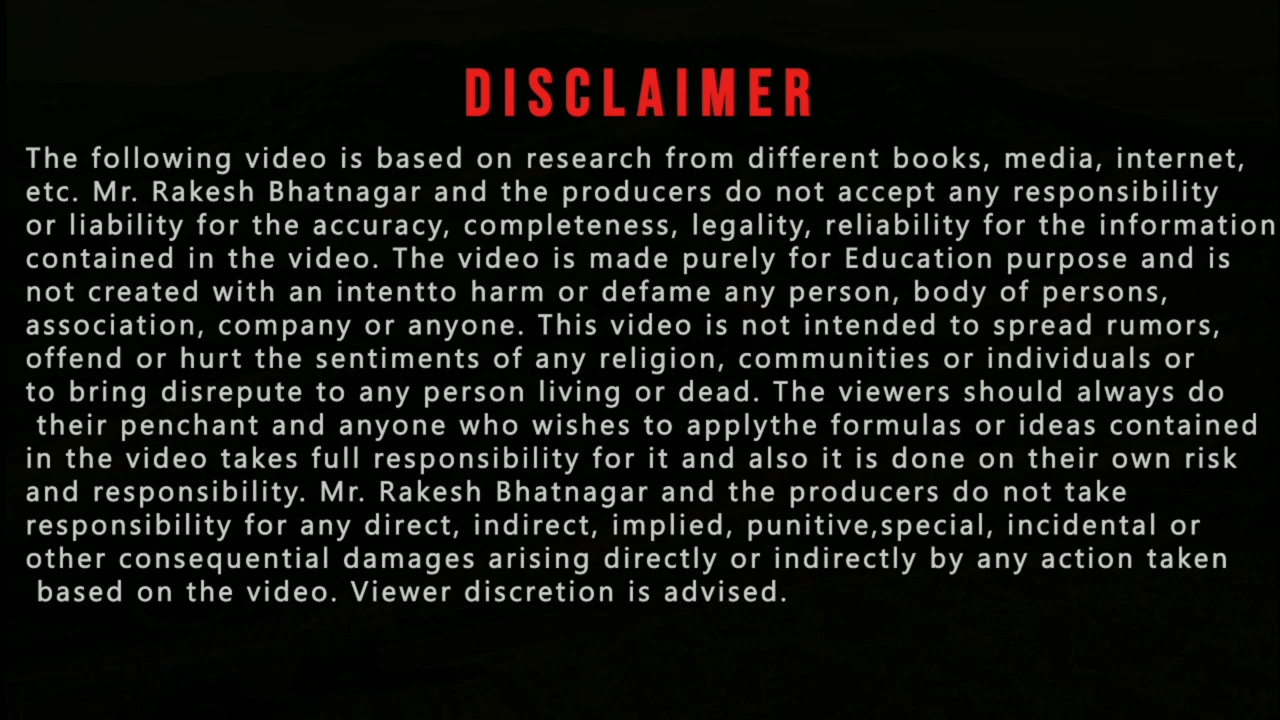 DISCLAIMER
The following video is based on research from different books, media, internet,
etc. Mr. Rakesh Bhatnagar and the producers do not accept any responsibility
or liability for the accuracy, completeness, legality, reliability for the information
contained in the video. The video is made purely for Education purpose and is
not created with an intentto harm or defame any person, body of persons,
association, company or anyone. This video is not intended to spread rumors,
offend or hurt the sentiments of any religion, communities or individuals or
to bring disrepute to any person living or dead. The viewers should always do
their penchant and anyone who wishes to applythe formulas or ideas contained
in the video takes full responsibility for it and also it is done on their own risk
and responsibility. Mr. Rakesh Bhatnagar and the producers do not take
responsibility for any direct, indirect, implied, punitive,special, incidental or
other consequential damages arising directly or indirectly by any action taken
based on the video. Viewer discretion is advised.